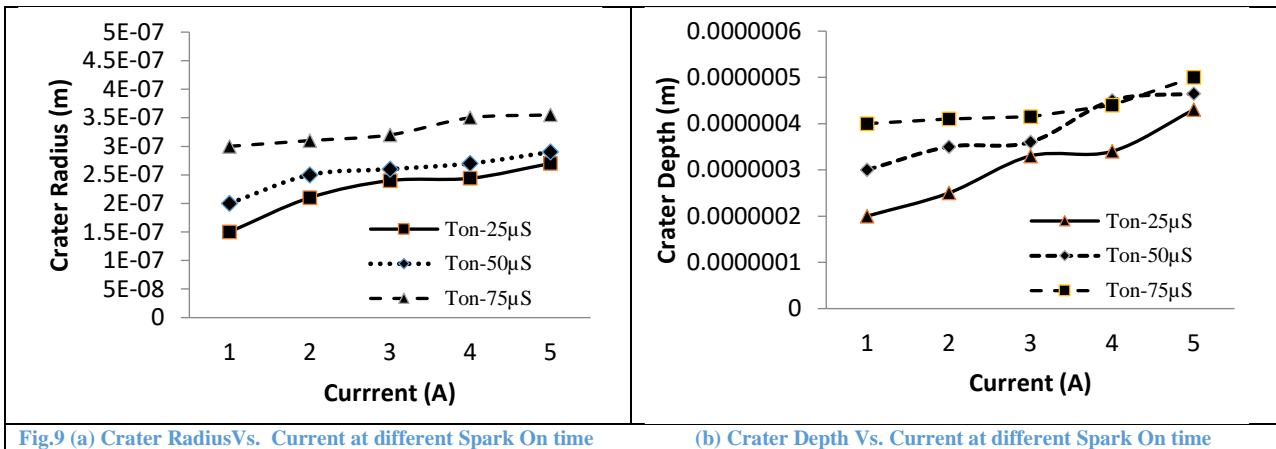 5E-07
4.5E-07
4E-07
3.5E-07
3E-07
2.5E-07
2E-07
1.5E-07
1E-07
5E-08
0
Crater Radius (m)
Ton-25µS
Ton-50µS
Ton-75µS
1 2 3 4 5
Currrent (A)
0.0000006
0.0000005
0.0000004
0.0000003
0.0000002
0.0000001
0
Crater Depth (m)
Ton-25µS
Ton-50µS
Ton-75µS
1 2 3 4 5
Current (A)
Fig.9 (a) Crater RadiusVs. Current at different Spark On time
(b) Crater Depth Vs. Current at different Spark On time